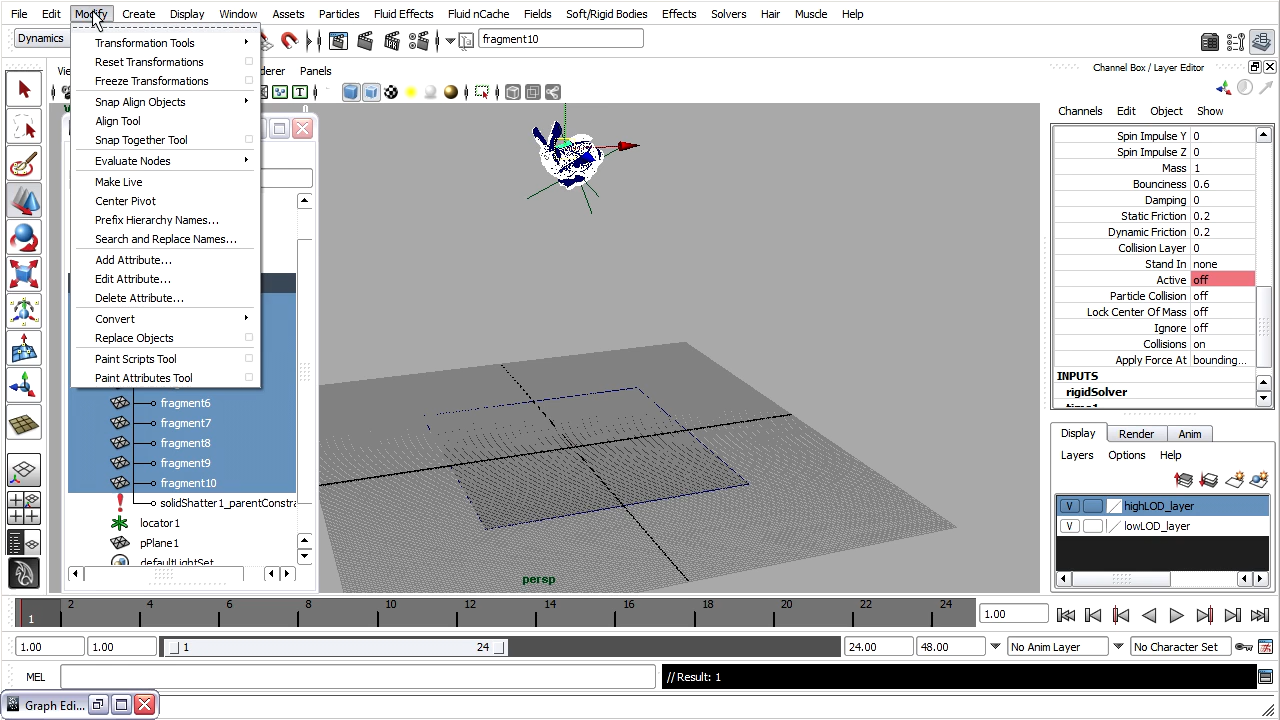 File Edit Modify Create Display Window Assets Animate Particles Fluid Effects Fluid nCache Fields Soft/Rigid Bodies Effects Solvers Hair Muscle Help
Dynamics
fragment10
Transformation Tools
Reset Transformations
Freeze Transformations
Snap Align Objects
Align Tool
Snap Together Tool
Evaluate Nodes
Make Live
Center Pivot
Prefix Hierarchy Names...
Search and Replace Names...
Add Attribute...
Edit Attribute...
Delete Attribute...
Convert
Replace Objects
Paint Scripts Tool
Paint Attributes Tool
Panels
fragment6
fragment7
fragment8
fragment9
fragment10
solidShatter1_parentConstra
locator1
pPlane1
defaultLightSet
persp
Channel Box / Layer Editor
Channels Edit Object Show
Spin Impulse Y 0
Spin Impulse Z 0
Mass 1
Bounciness 0.6
Damping 0
Static Friction 0.2
Dynamic Friction 0.2
Collision Layer 0
Stand In none
Active off
Particle Collision off
Lock Center Of Mass off
Ignore off
Collisions on
Apply Force At bounding...
INPUTS
rigidSolver
Display Render Anim
Layers Options Help
V highLOD_layer
V lowLOD_layer
1 2 4 6 8 10 12 14 16 18 20 22 24
1.00
1.00 1.00 1 24 24.00 48.00 No Anim Layer No Character Set
MEL // Result: 1
Graph Edi...